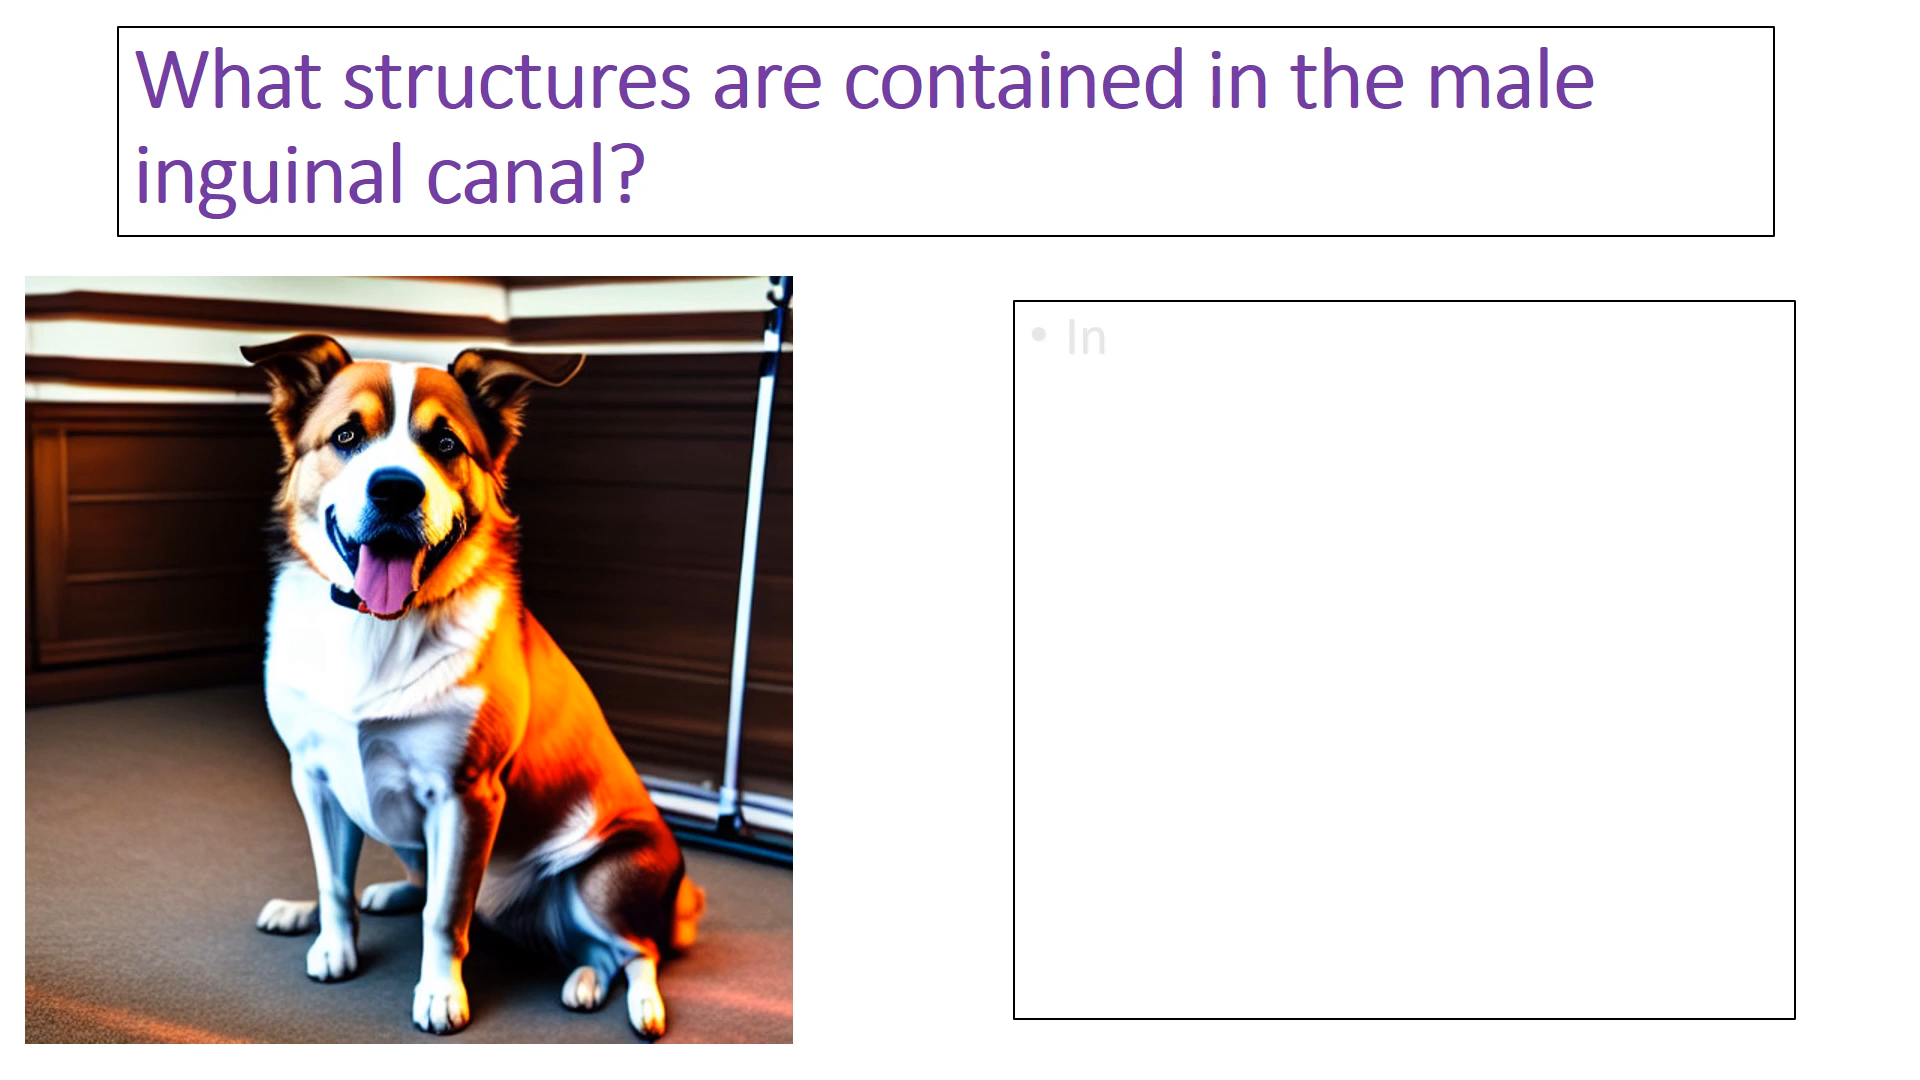 What structures are contained in the male
inguinal canal?
• In